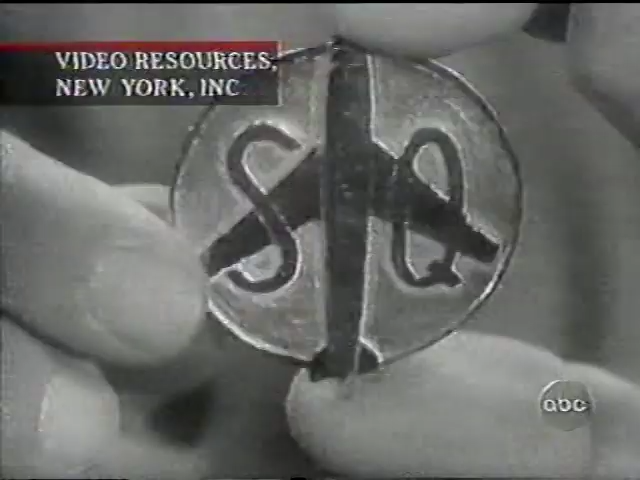 VIDEO RESOURCES,
NEW YORK, INC
S Q
abc